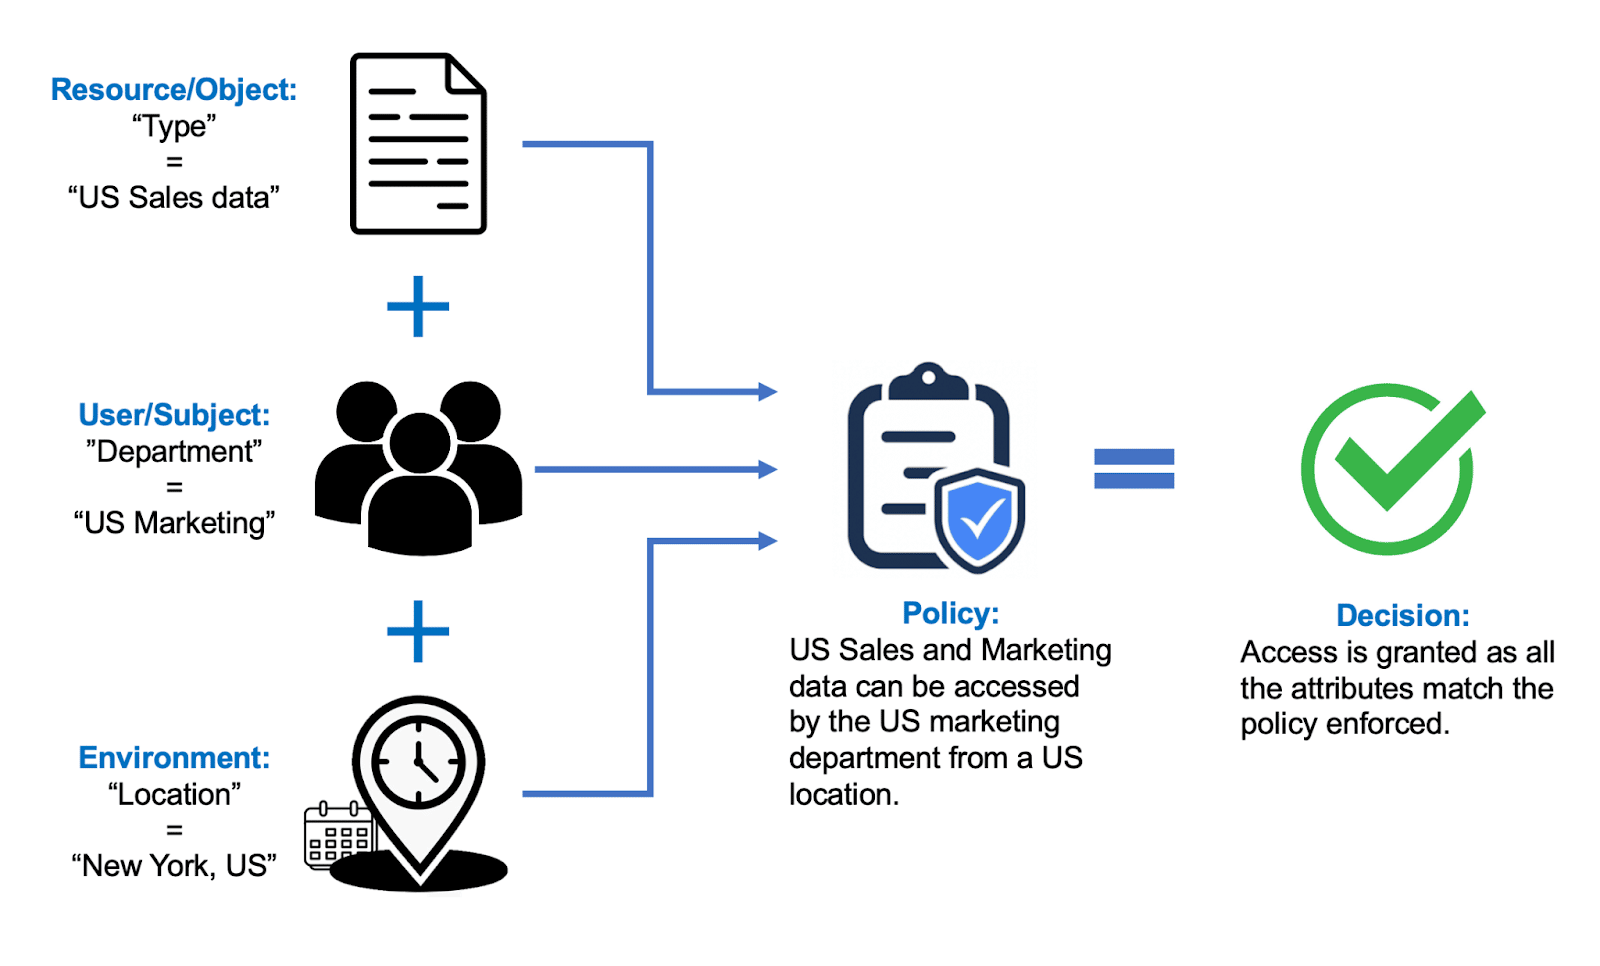 Resource/Object:
“Type”
=
“US Sales data”
User/Subject:
”Department”
=
“US Marketing”
Environment:
“Location”
=
“New York, US”
Policy:
US Sales and Marketing
data can be accessed
by the US marketing
department from a US
location.
Decision:
Access is granted as all
the attributes match the
policy enforced.